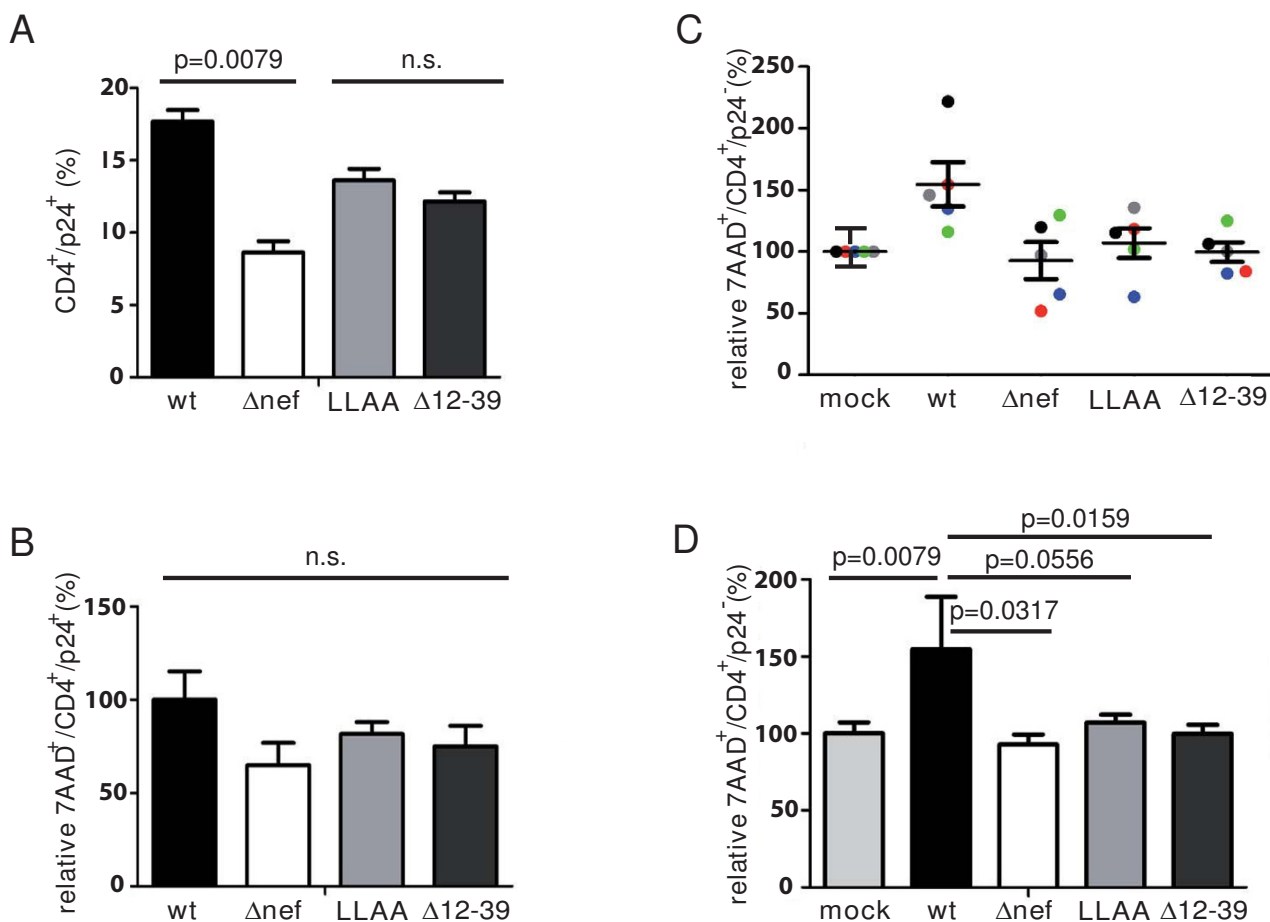 A
p=0.0079
n.s.
CD4⁺/p24⁺ (%)
20
15
10
5
0
wt Δnef LLAA Δ12-39
B
n.s.
relative 7AAD⁺/CD4⁺/p24⁺(%)
150
100
50
0
wt Δnef LLAA Δ12-39
C
relative 7AAD⁺/CD4⁺/p24⁻(%)
250
200
150
100
50
0
mock wt Δnef LLAA Δ12-39
D
p=0.0159
p=0.0079
p=0.0556
p=0.0317
relative 7AAD⁺/CD4⁺/p24⁻(%)
200
150
100
50
0
mock wt Δnef LLAA Δ12-39